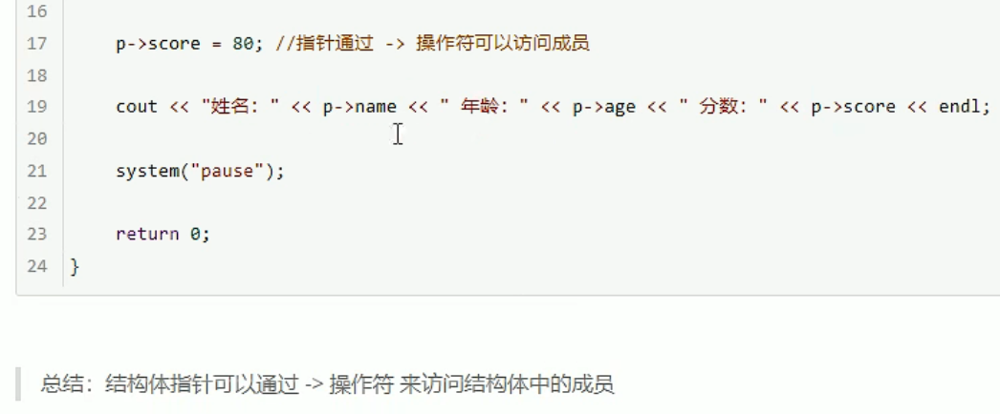 16
17 p->score = 80; //指针通过 -> 操作符可以访问成员
18
19 cout << "姓名：" << p->name << " 年龄：" << p->age << " 分数：" << p->score << endl;
20
21 system("pause");
22
23 return 0;
24 }
总结：结构体指针可以通过 -> 操作符 来访问结构体中的成员